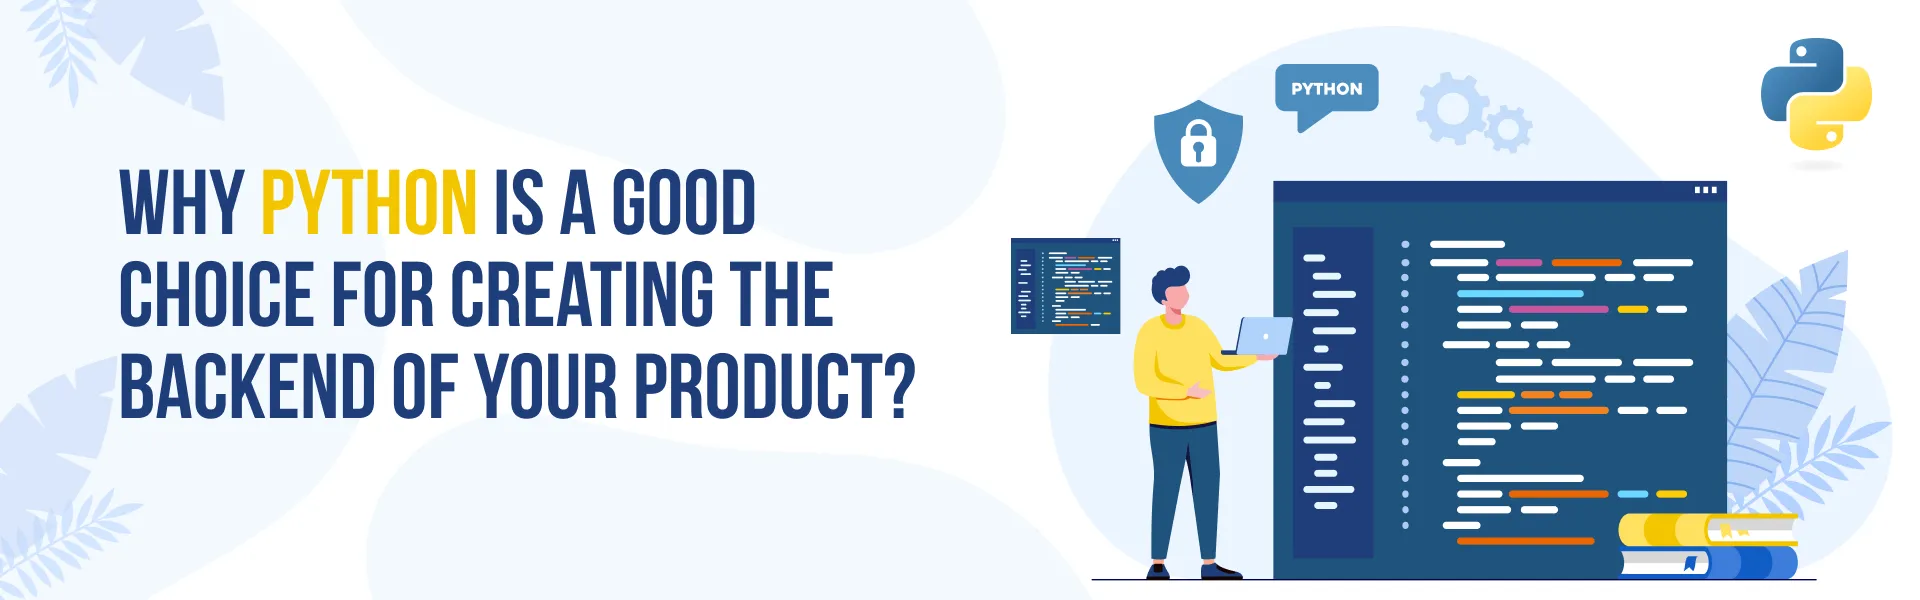 WHY PYTHON IS A GOOD
CHOICE FOR CREATING THE
BACKEND OF YOUR PRODUCT?
PYTHON